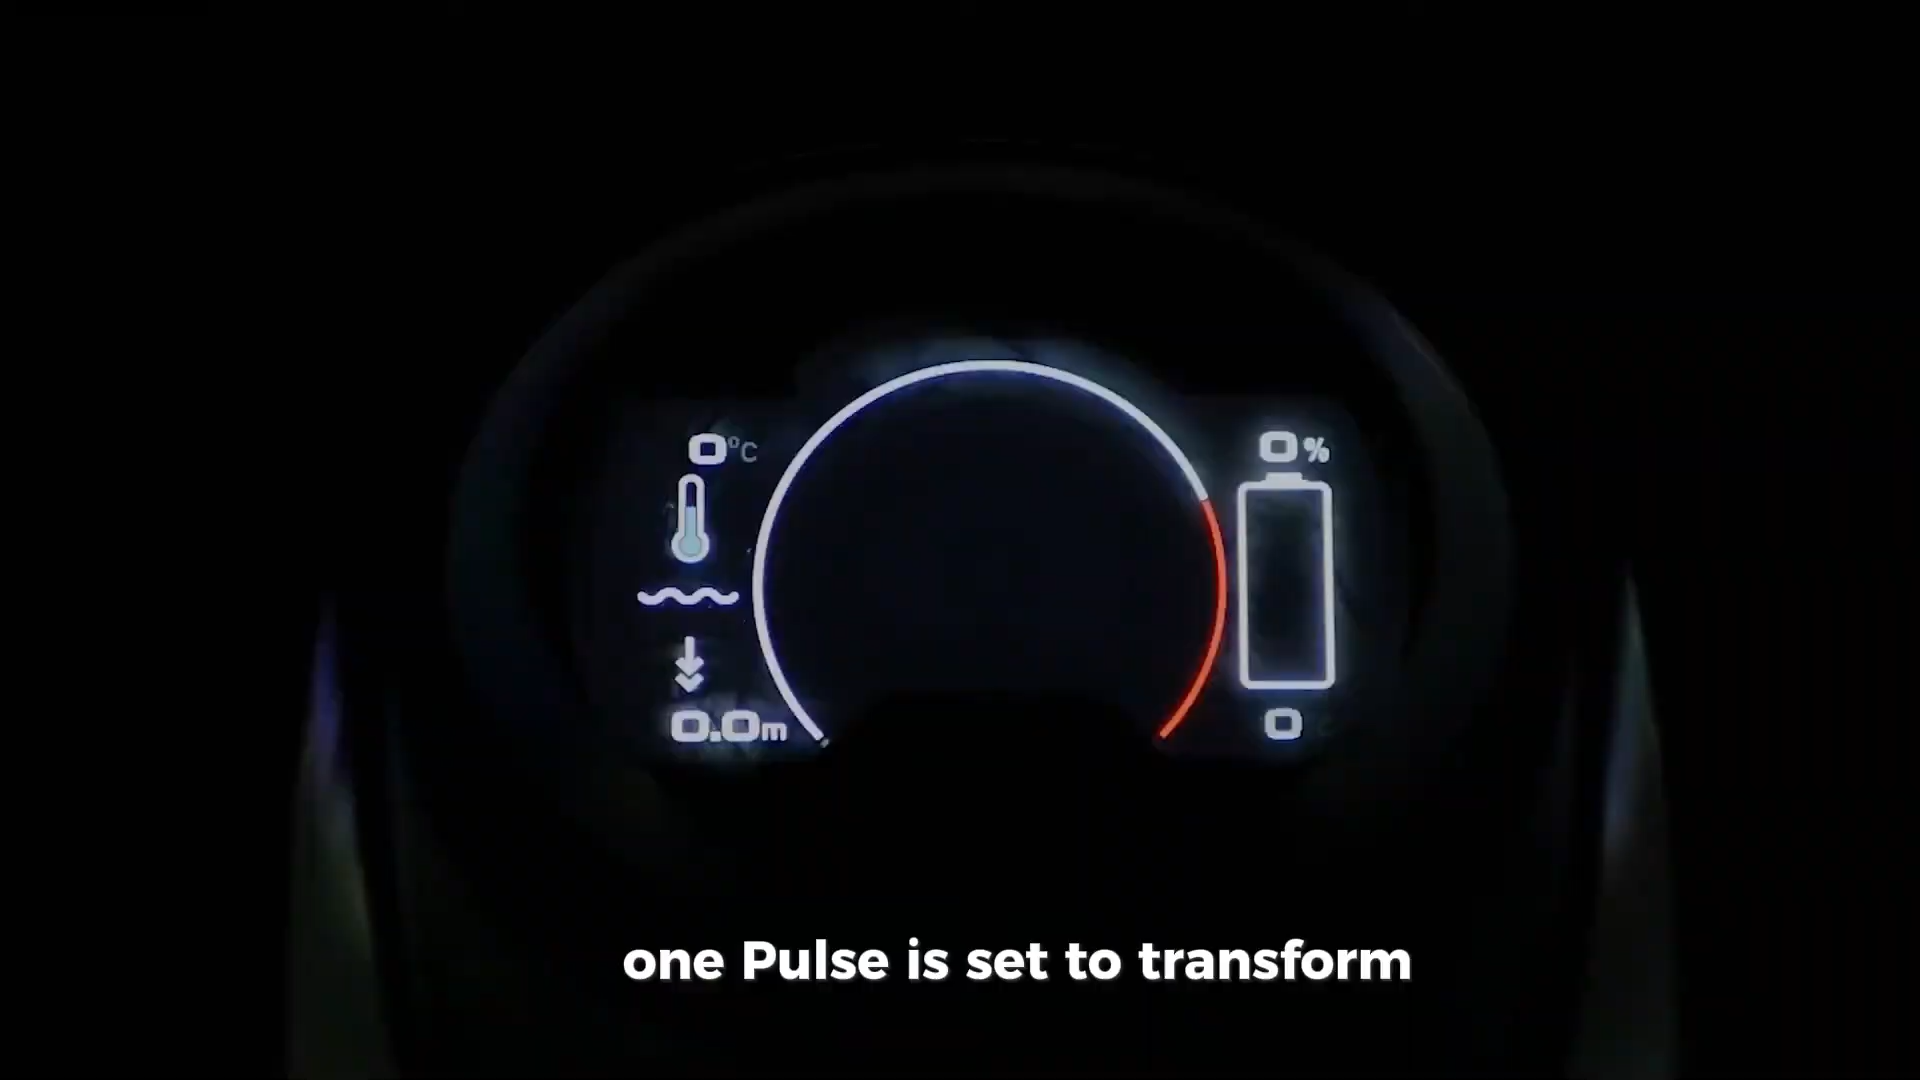 0°C
0%
0.0m
0
one Pulse is set to transform